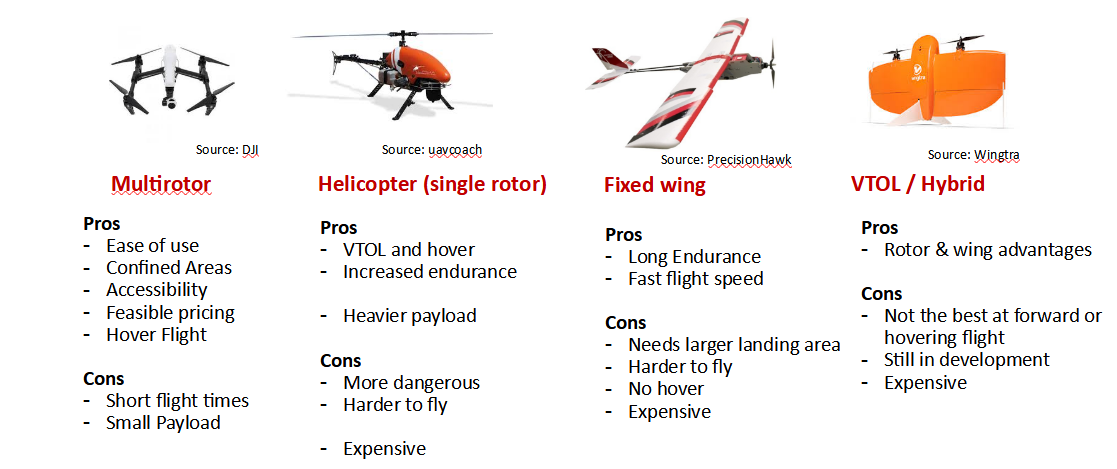 wingtra
Source: DJI
Source: uavcoach
Source: PrecisionHawk
Source: Wingtra
Multirotor
Pros
- Ease of use
- Confined Areas
- Accessibility
- Feasible pricing
- Hover Flight
Cons
- Short flight times
- Small Payload
Helicopter (single rotor)
Pros
- VTOL and hover
- Increased endurance
- Heavier payload
Cons
- More dangerous
- Harder to fly
- Expensive
Fixed wing
Pros
- Long Endurance
- Fast flight speed
Cons
- Needs larger landing area
- Harder to fly
- No hover
- Expensive
VTOL / Hybrid
Pros
- Rotor & wing advantages
Cons
- Not the best at forward or
hovering flight
- Still in development
- Expensive